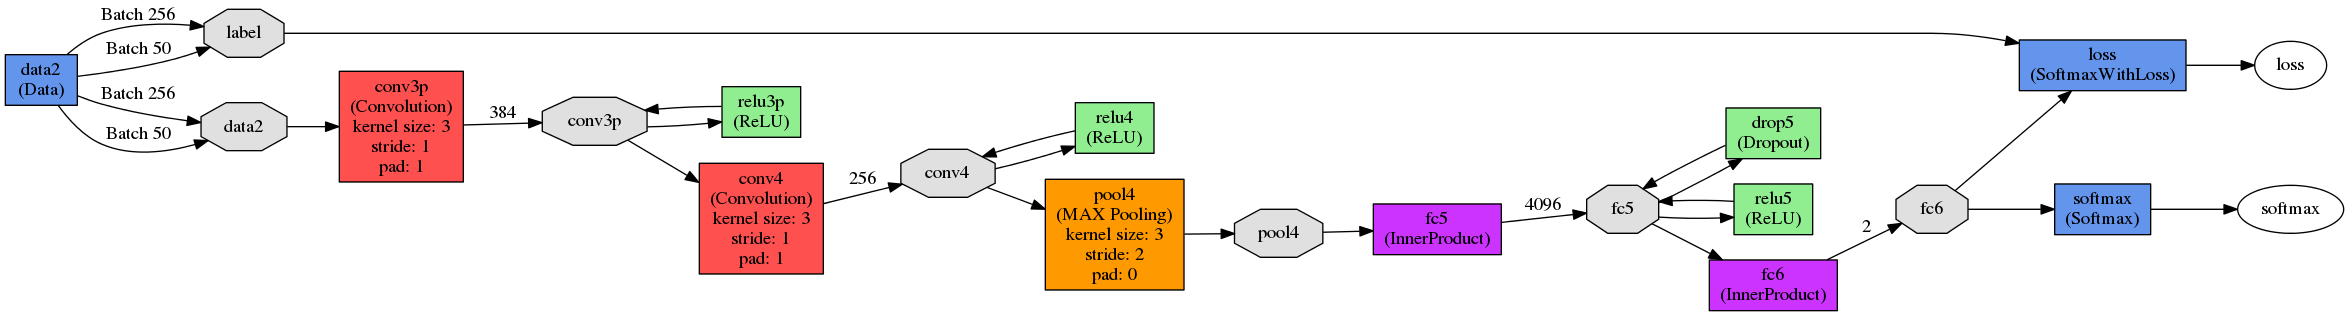 data2
(Data)
Batch 256
Batch 50
Batch 256
Batch 50
label
data2
conv3p
(Convolution)
kernel size: 3
stride: 1
pad: 1
384
conv3p
relu3p
(ReLU)
conv4
(Convolution)
kernel size: 3
stride: 1
pad: 1
256
conv4
relu4
(ReLU)
pool4
(MAX Pooling)
kernel size: 3
stride: 2
pad: 0
pool4
fc5
(InnerProduct)
4096
fc5
drop5
(Dropout)
relu5
(ReLU)
fc6
(InnerProduct)
2
fc6
loss
(SoftmaxWithLoss)
loss
softmax
(Softmax)
softmax